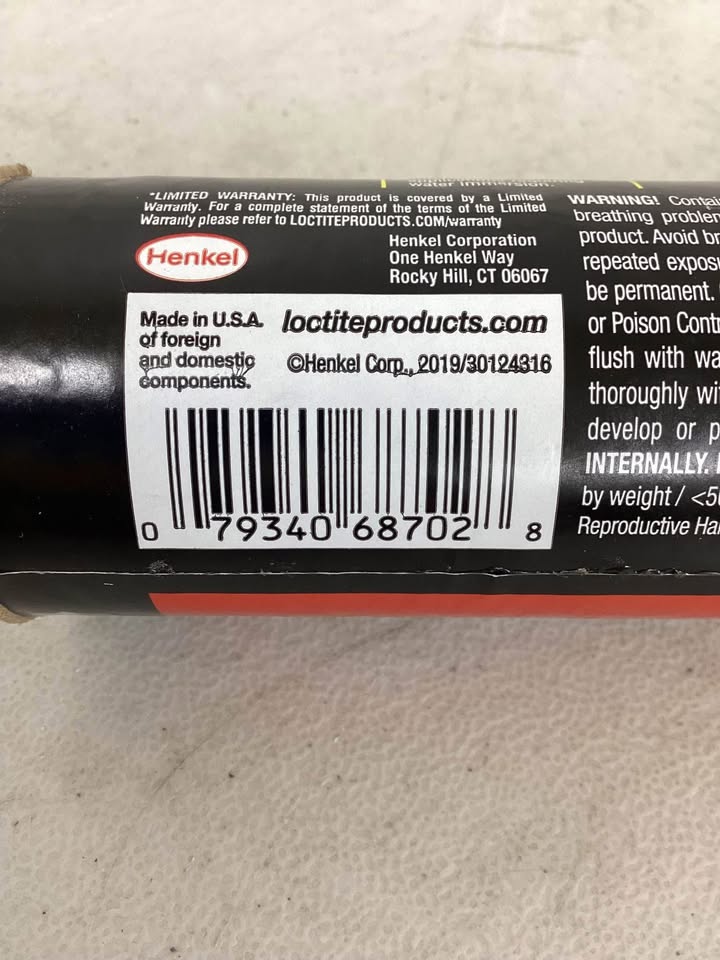 water immersion.
*LIMITED WARRANTY: This product is covered by a Limited
Warranty. For a complete statement of the terms of the Limited
Warranty please refer to LOCTITEPRODUCTS.COM/warranty
Henkel
Henkel Corporation
One Henkel Way
Rocky Hill, CT 06067
Made in U.S.A.
of foreign
and domestic
components.
loctiteproducts.com
©Henkel Corp., 2019/30124316
0 79340 68702 8
WARNING! Contai
breathing problem
product. Avoid br
repeated exposu
be permanent.
or Poison Contr
flush with wa
thoroughly wit
develop or p
INTERNALLY.
by weight / <5
Reproductive Ha